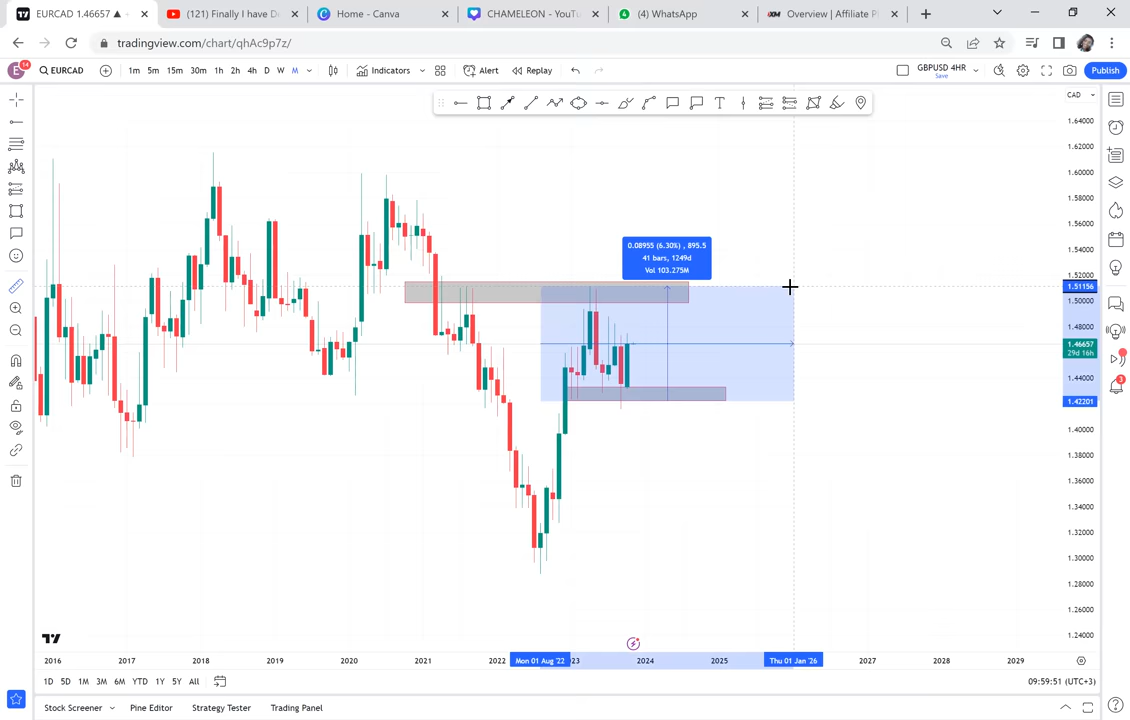 EURCAD 1.46657 ▲
(121) Finally I have D
Home - Canva
CHAMELEON - YouTu
(4) WhatsApp
Overview | Affiliate P
tradingview.com/chart/qhAc9p7z/
E 14
EURCAD
1m 5m 15m 30m 1h 2h 4h D W M
Indicators
Alert
Replay
GBPUSD 4HR
Save
Publish
CAD
1.64000
1.62000
1.60000
1.58000
1.56000
1.54000
1.52000
1.51156
1.50000
1.48000
1.46657
29d 16h
1.44000
1.42201
1.40000
1.38000
1.36000
1.34000
1.32000
1.30000
1.28000
1.26000
1.24000
0.08955 (6.30%) , 895.5
41 bars, 1249d
Vol 103.275M
3
2016 2017 2018 2019 2020 2021 2022 Mon 01 Aug '22 23 2024 2025 Thu 01 Jan '26 2027 2028 2029
1D 5D 1M 3M 6M YTD 1Y 5Y All
09:59:51 (UTC+3)
Stock Screener
Pine Editor
Strategy Tester
Trading Panel